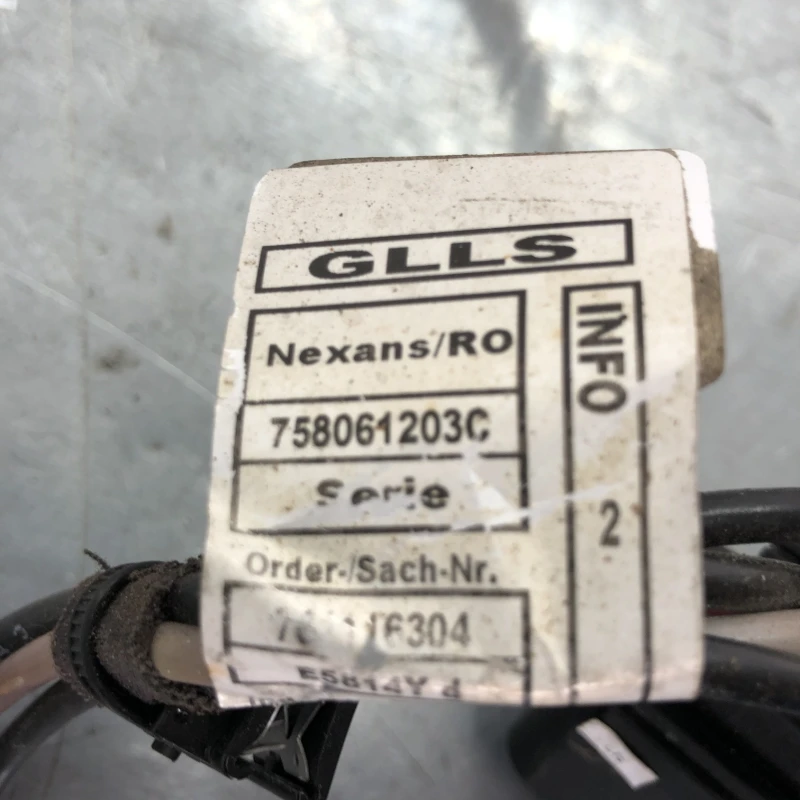 GLLS
Nexans/RO
INFO
758061203C
Serie
2
Order-/Sach-Nr.